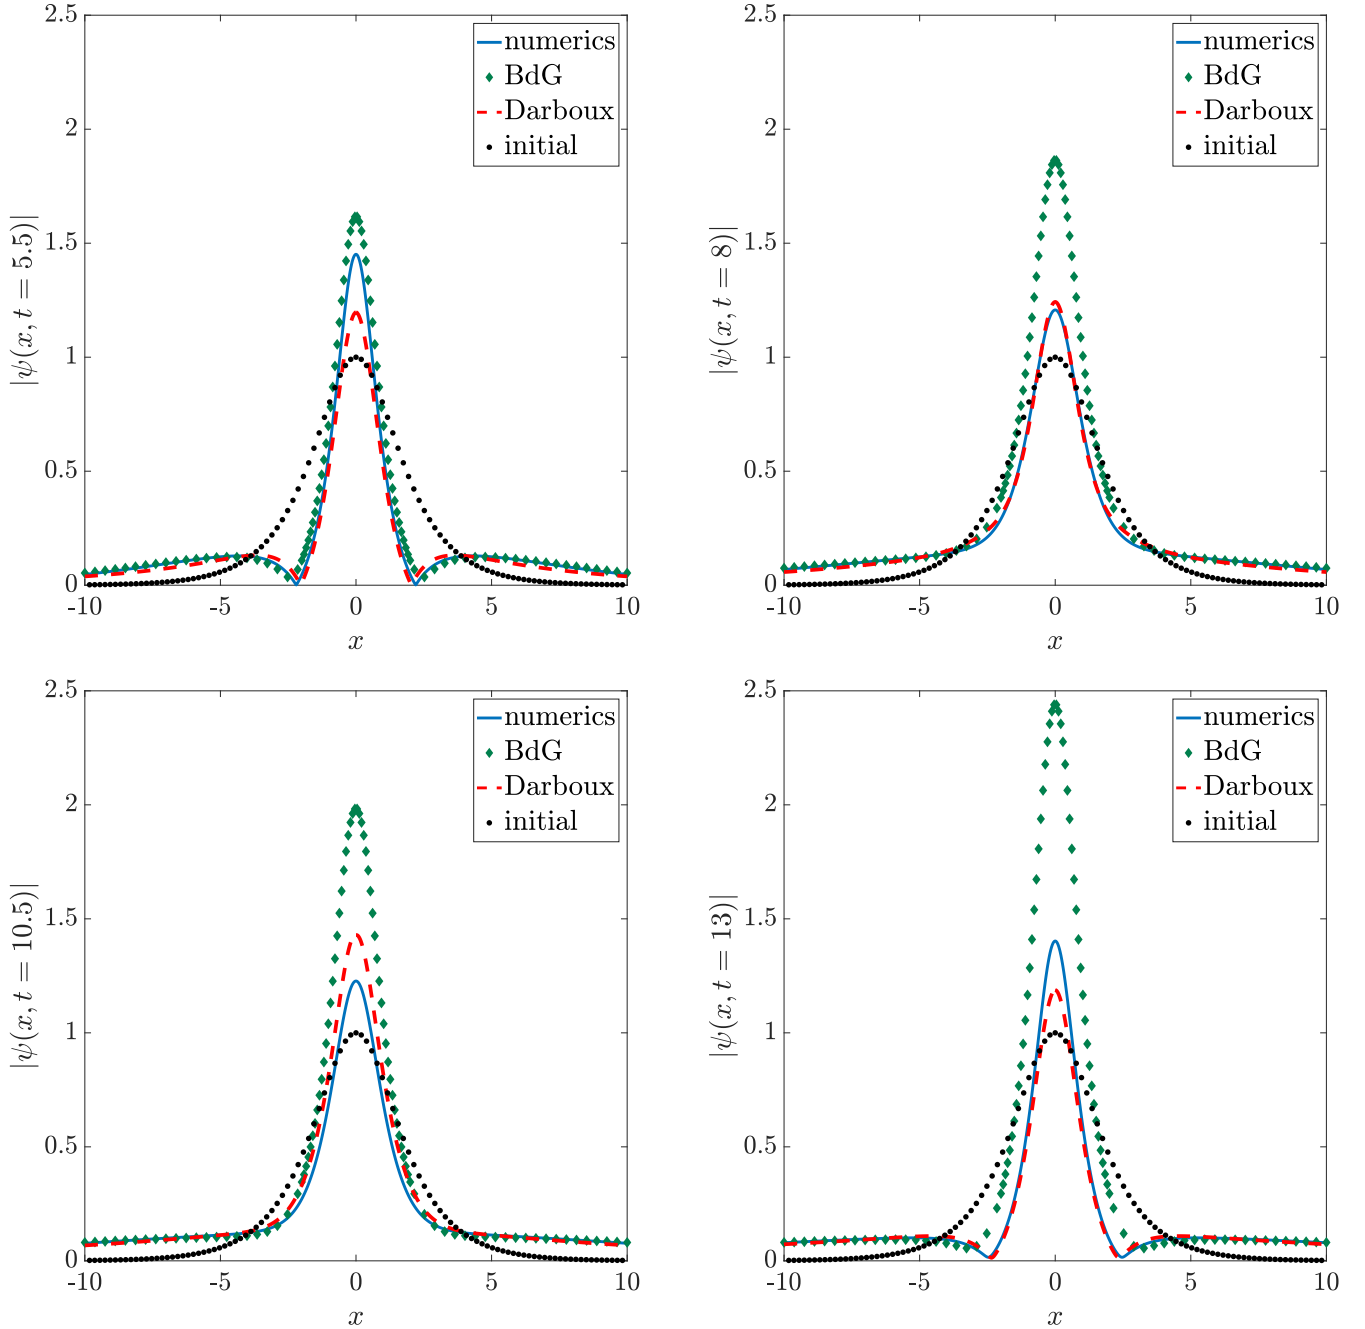 2.5
2
1.5
1
0.5
0
-10
-5
0
5
10
x
|ψ(x, t = 5.5)|
numerics
BdG
Darboux
initial
2.5
2
1.5
1
0.5
0
-10
-5
0
5
10
x
|ψ(x, t = 8)|
numerics
BdG
Darboux
initial
2.5
2
1.5
1
0.5
0
-10
-5
0
5
10
x
|ψ(x, t = 10.5)|
numerics
BdG
Darboux
initial
2.5
2
1.5
1
0.5
0
-10
-5
0
5
10
x
|ψ(x, t = 13)|
numerics
BdG
Darboux
initial